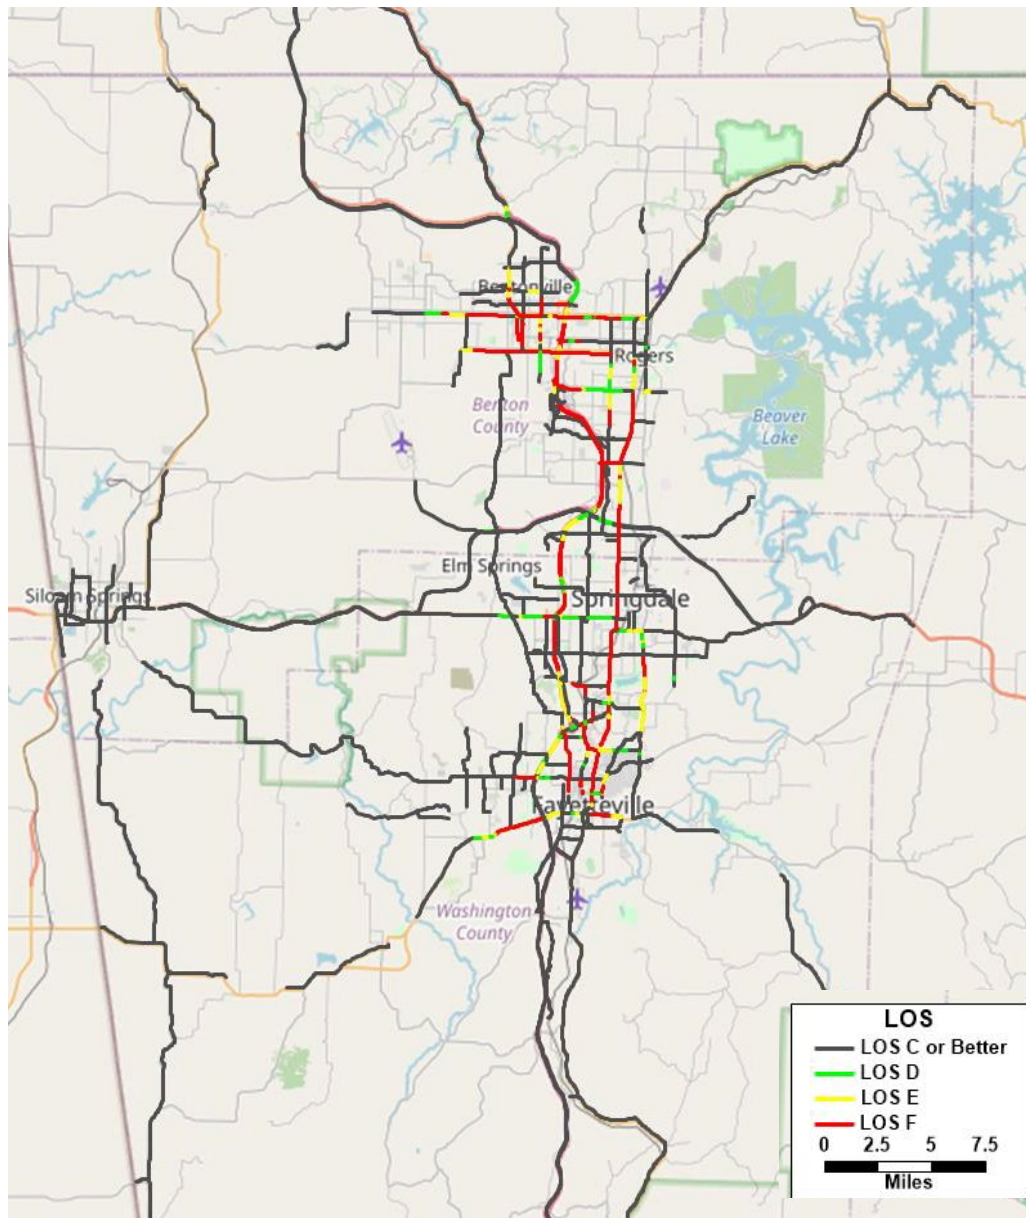 Bentonville
Rogers
Benton
County
Beaver
Lake
Elm Springs
Siloam Springs
Springdale
Fayetteville
Washington
County
LOS
LOS C or Better
LOS D
LOS E
LOS F
0 2.5 5 7.5
Miles